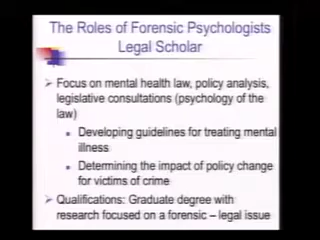 The Roles of Forensic Psychologists
Legal Scholar
Focus on mental health law, policy analysis,
legislative consultations (psychology of the
law)
Developing guidelines for treating mental
illness
Determining the impact of policy change
for victims of crime
Qualifications: Graduate degree with
research focused on a forensic – legal issue